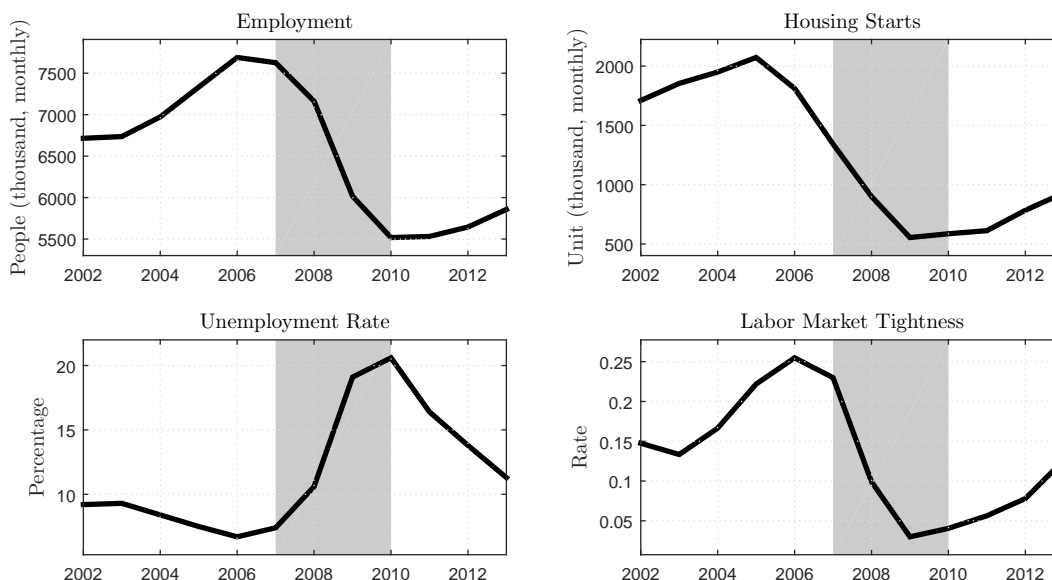 Employment
People (thousand, monthly)
7500
7000
6500
6000
5500
2002 2004 2006 2008 2010 2012
Housing Starts
Unit (thousand, monthly)
2000
1500
1000
500
2002 2004 2006 2008 2010 2012
Unemployment Rate
Percentage
20
15
10
2002 2004 2006 2008 2010 2012
Labor Market Tightness
Rate
0.25
0.2
0.15
0.1
0.05
2002 2004 2006 2008 2010 2012